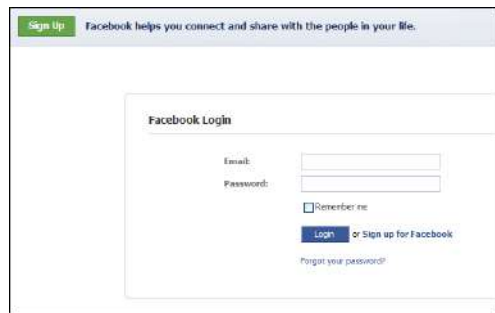 Sign Up Facebook helps you connect and share with the people in your life.
Facebook Login
Email:
Password:
Remember me
Login or Sign up for Facebook
Forgot your password?